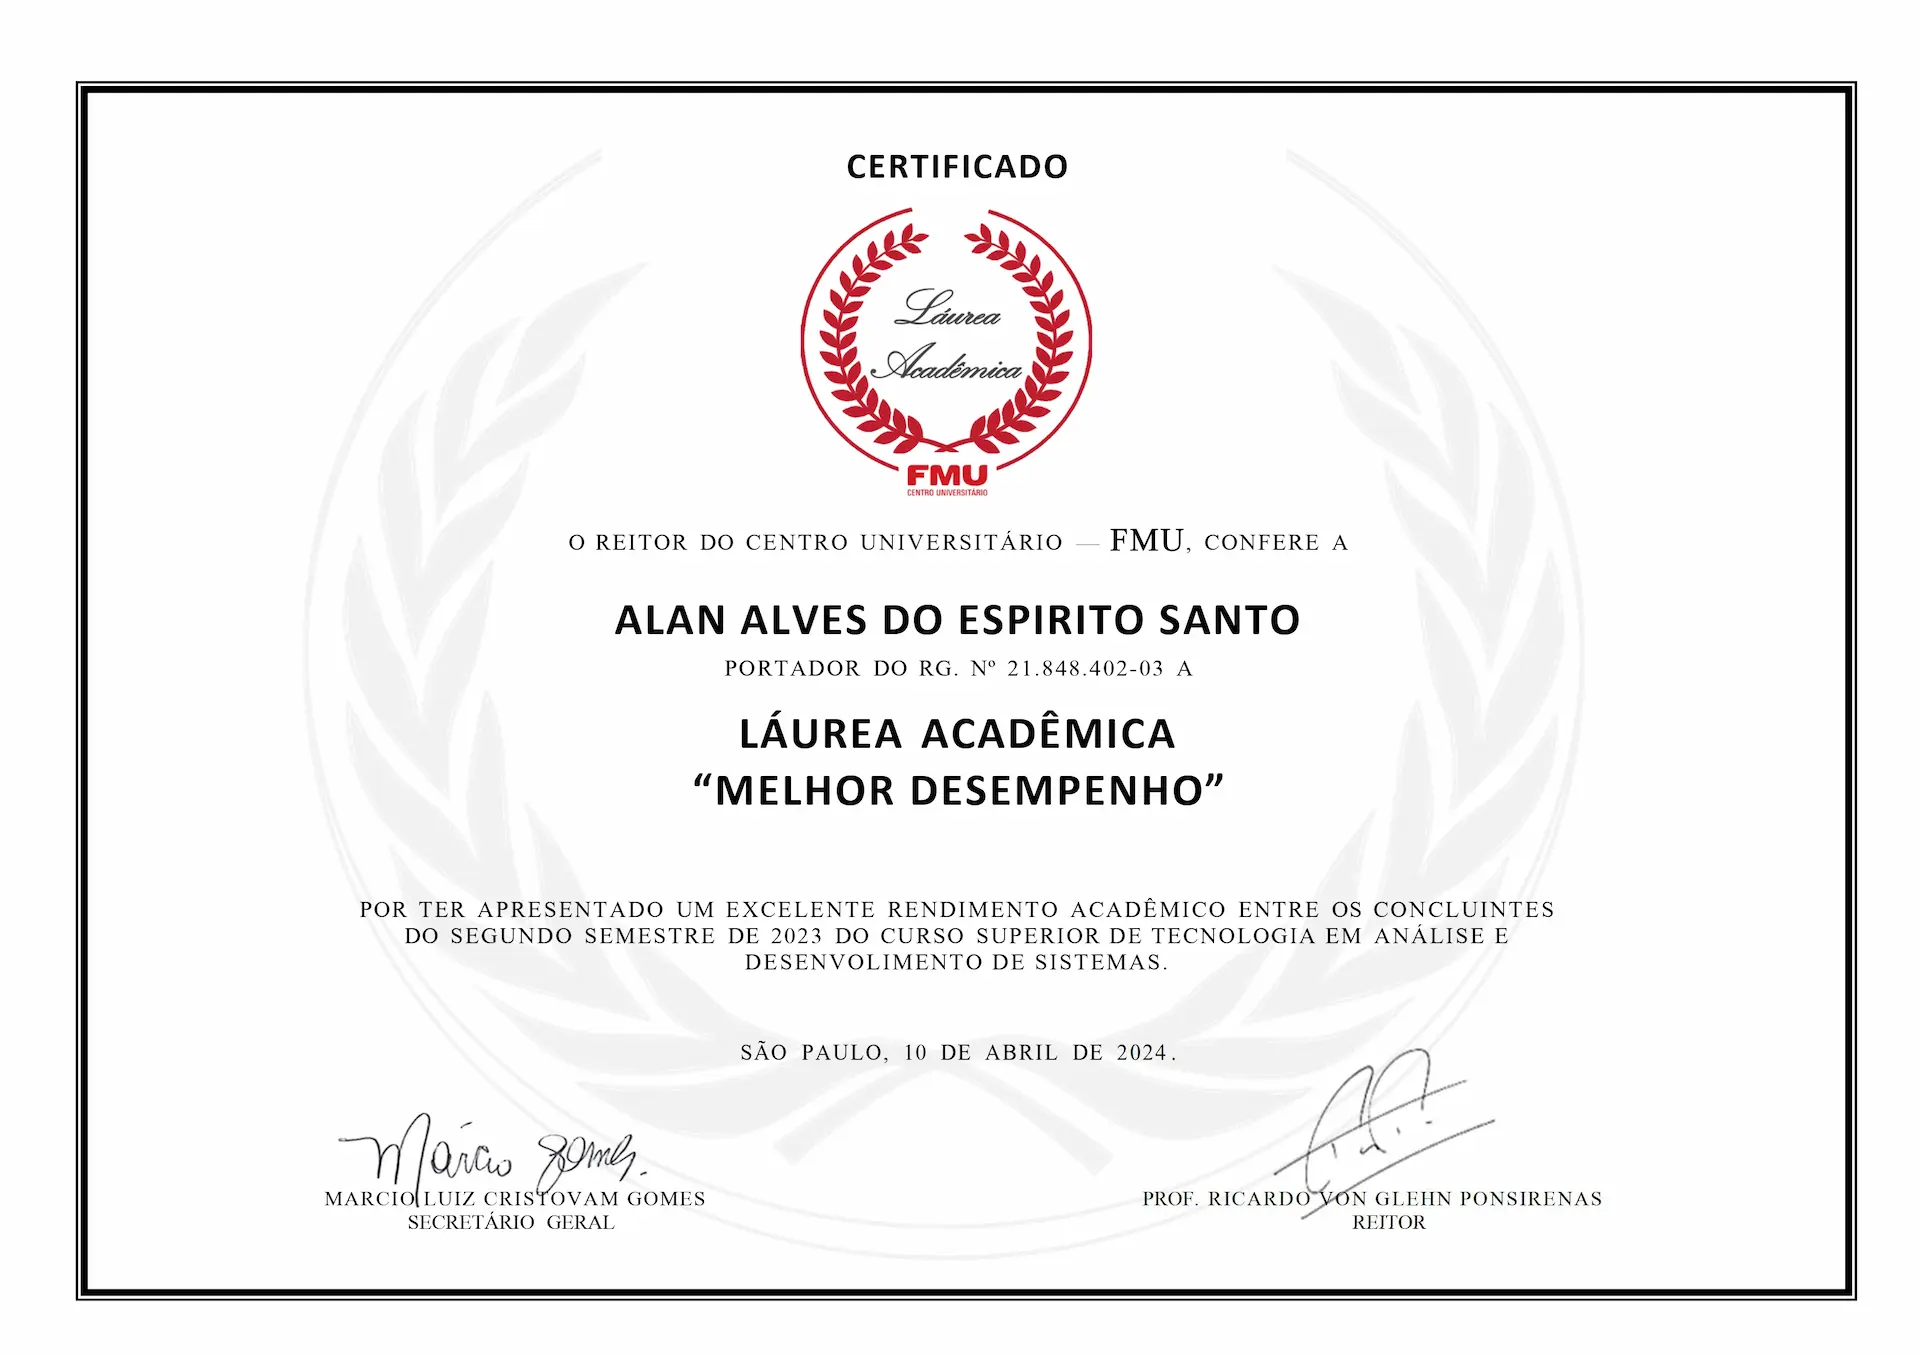 CERTIFICADO
Láurea
Acadêmica
FMU
CENTRO UNIVERSITÁRIO
O REITOR DO CENTRO UNIVERSITÁRIO — FMU, CONFERE A
ALAN ALVES DO ESPIRITO SANTO
PORTADOR DO RG. Nº 21.848.402-03 A
LÁUREA ACADÊMICA
“MELHOR DESEMPENHO”
POR TER APRESENTADO UM EXCELENTE RENDIMENTO ACADÊMICO ENTRE OS CONCLUINTES
DO SEGUNDO SEMESTRE DE 2023 DO CURSO SUPERIOR DE TECNOLOGIA EM ANÁLISE E
DESENVOLIMENTO DE SISTEMAS.
SÃO PAULO, 10 DE ABRIL DE 2024.
Márcio Gomes.
MARCIO LUIZ CRISTOVAM GOMES
SECRETÁRIO GERAL
PROF. RICARDO VON GLEHN PONSIRENAS
REITOR